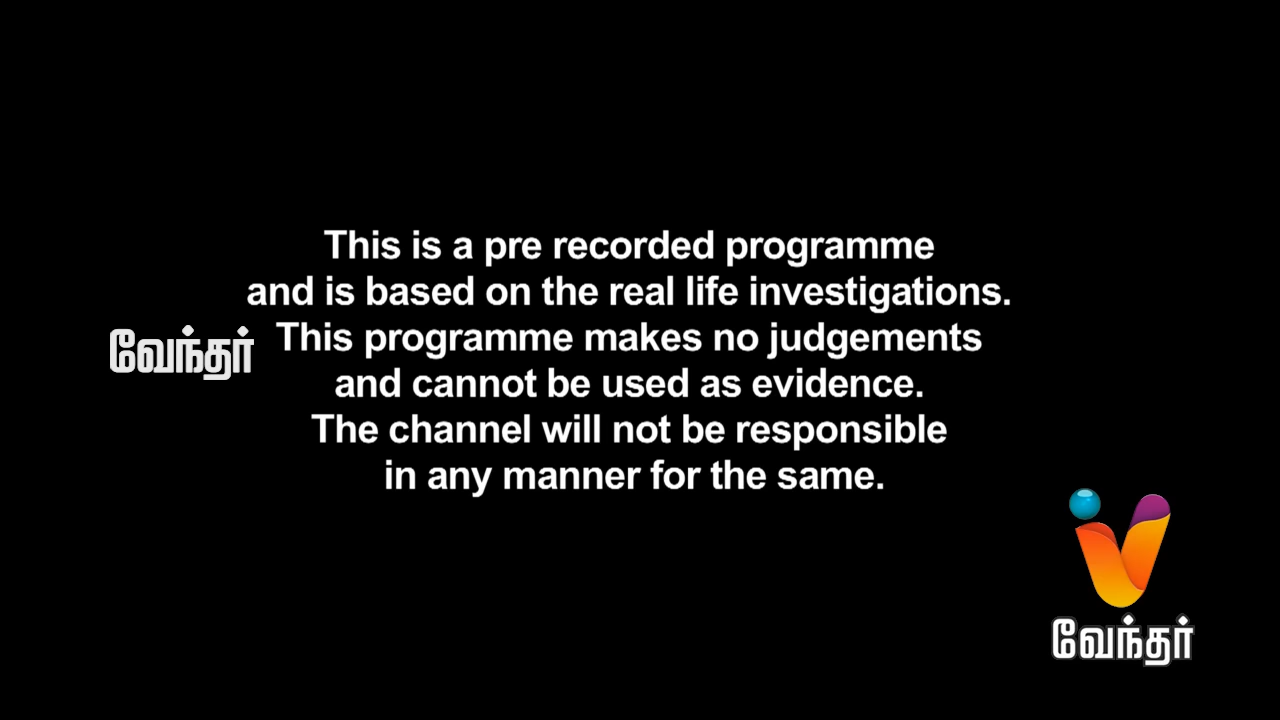 This is a pre recorded programme
and is based on the real life investigations.
This programme makes no judgements
and cannot be used as evidence.
The channel will not be responsible
in any manner for the same.
வேந்தர்
வேந்தர்